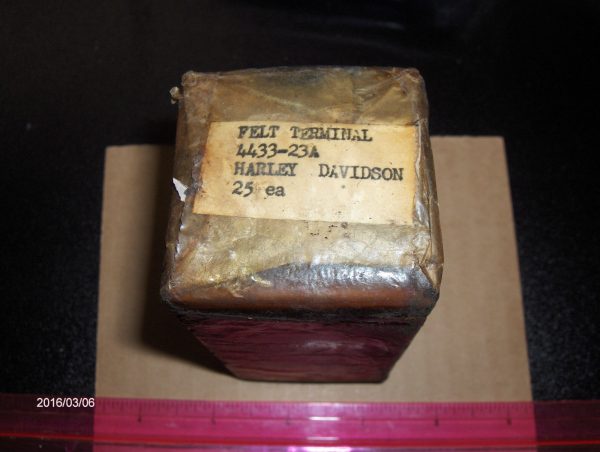 FELT TERMINAL
4433-23A
HARLEY DAVIDSON
25 ea
2016/03/06